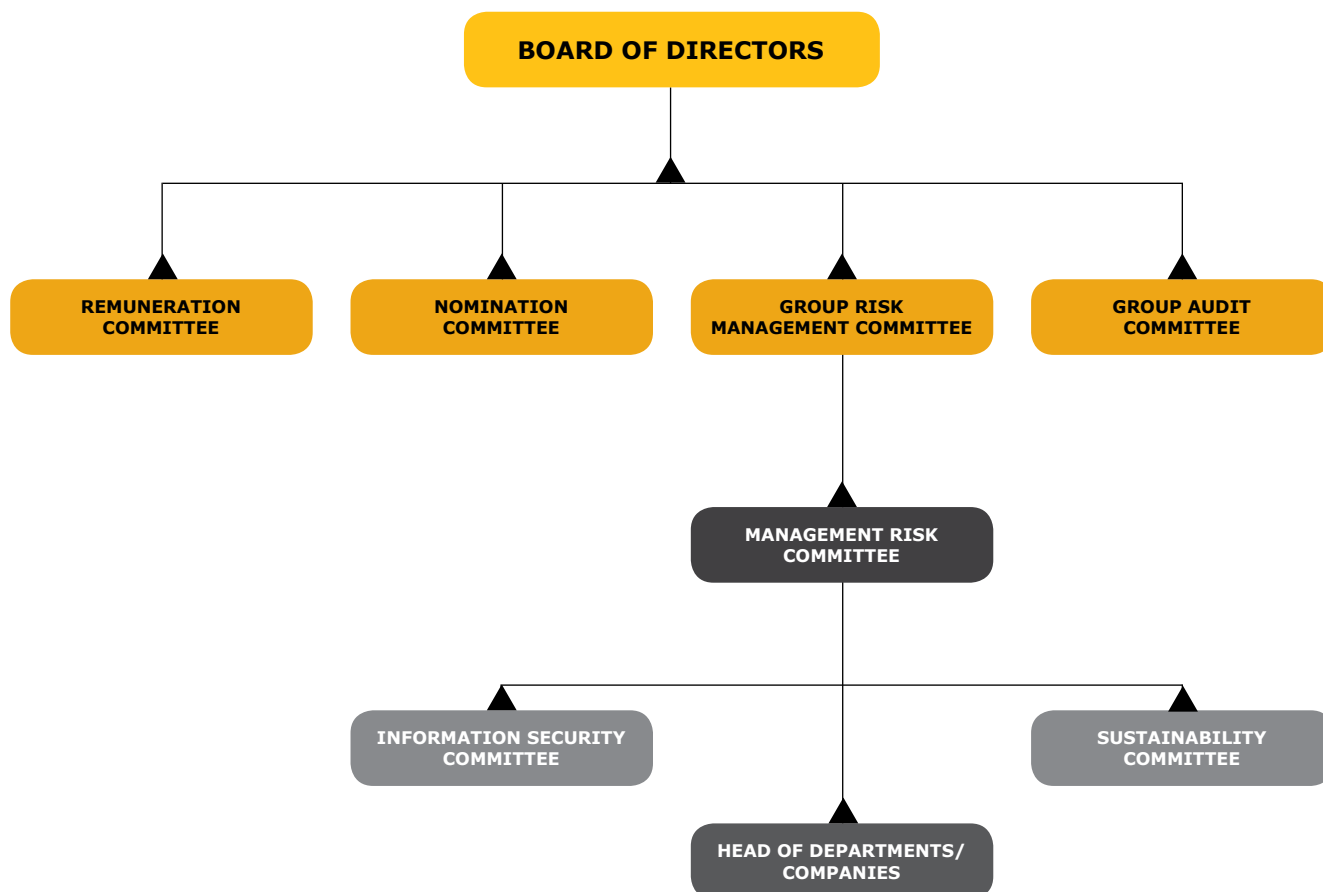 BOARD OF DIRECTORS
REMUNERATION
COMMITTEE
NOMINATION
COMMITTEE
GROUP RISK
MANAGEMENT COMMITTEE
GROUP AUDIT
COMMITTEE
MANAGEMENT RISK
COMMITTEE
INFORMATION SECURITY
COMMITTEE
SUSTAINABILITY
COMMITTEE
HEAD OF DEPARTMENTS/
COMPANIES